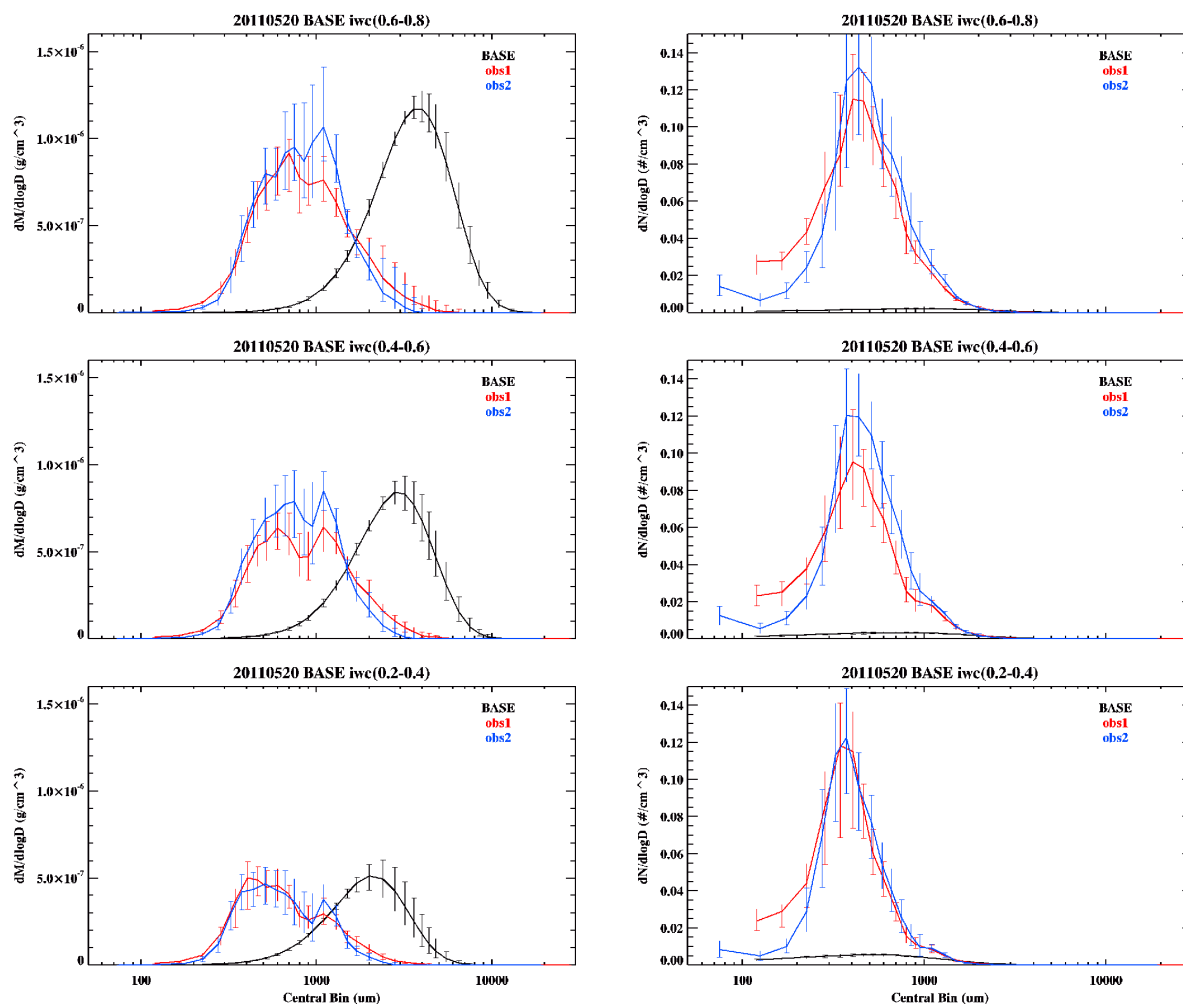 20110520 BASE iwc(0.6-0.8)
1.5×10⁻⁶
1.0×10⁻⁶
5.0×10⁻⁷
0
dM/dlogD (g/cm^3)
BASE
obs1
obs2
20110520 BASE iwc(0.6-0.8)
0.14
0.12
0.10
0.08
0.06
0.04
0.02
0.00
dN/dlogD (#/cm^3)
BASE
obs1
obs2
20110520 BASE iwc(0.4-0.6)
1.5×10⁻⁶
1.0×10⁻⁶
5.0×10⁻⁷
0
dM/dlogD (g/cm^3)
BASE
obs1
obs2
20110520 BASE iwc(0.4-0.6)
0.14
0.12
0.10
0.08
0.06
0.04
0.02
0.00
dN/dlogD (#/cm^3)
BASE
obs1
obs2
20110520 BASE iwc(0.2-0.4)
1.5×10⁻⁶
1.0×10⁻⁶
5.0×10⁻⁷
0
dM/dlogD (g/cm^3)
BASE
obs1
obs2
100 1000 10000
Central Bin (um)
20110520 BASE iwc(0.2-0.4)
0.14
0.12
0.10
0.08
0.06
0.04
0.02
0.00
dN/dlogD (#/cm^3)
BASE
obs1
obs2
100 1000 10000
Central Bin (um)